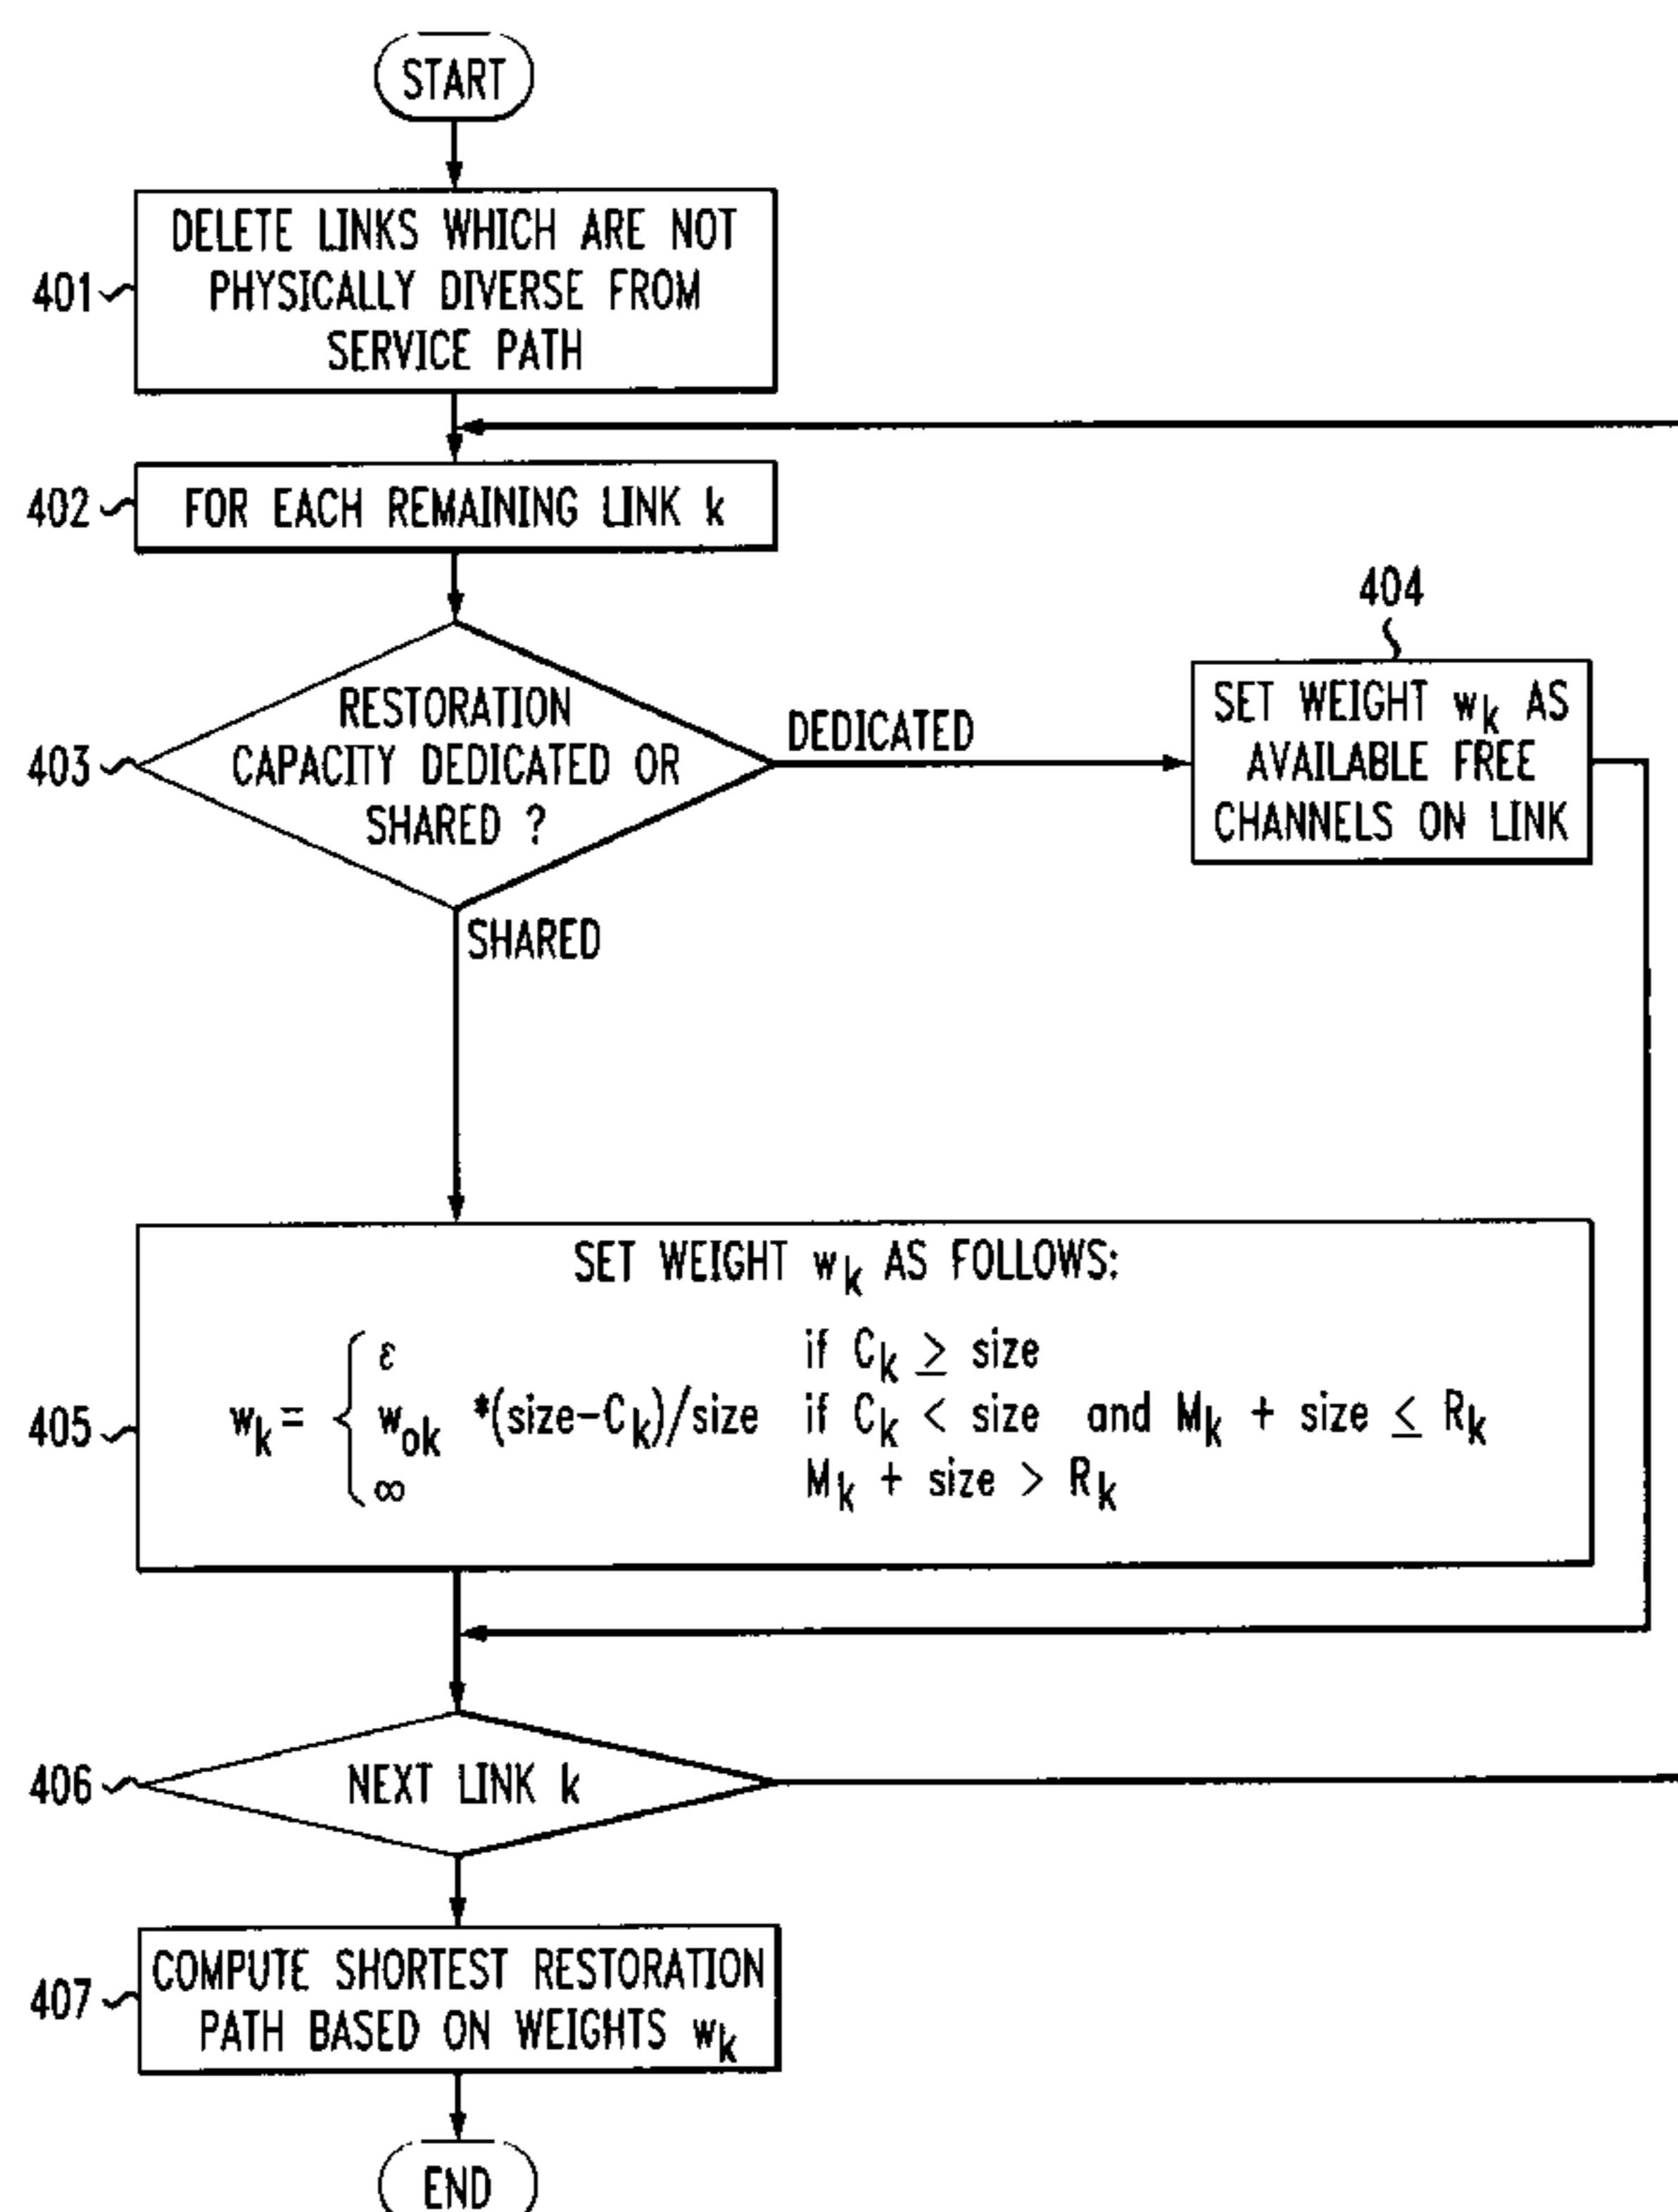 START
401
DELETE LINKS WHICH ARE NOT
PHYSICALLY DIVERSE FROM
SERVICE PATH
402
FOR EACH REMAINING LINK k
403
RESTORATION
CAPACITY DEDICATED OR
SHARED ?
DEDICATED
404
SET WEIGHT wk AS
AVAILABLE FREE
CHANNELS ON LINK
SHARED
405
SET WEIGHT wk AS FOLLOWS:
ε if Ck ≥ size
wk = { wok *(size-Ck)/size if Ck < size and Mk + size ≤ Rk
∞ Mk + size > Rk
406
NEXT LINK k
407
COMPUTE SHORTEST RESTORATION
PATH BASED ON WEIGHTS wk
END